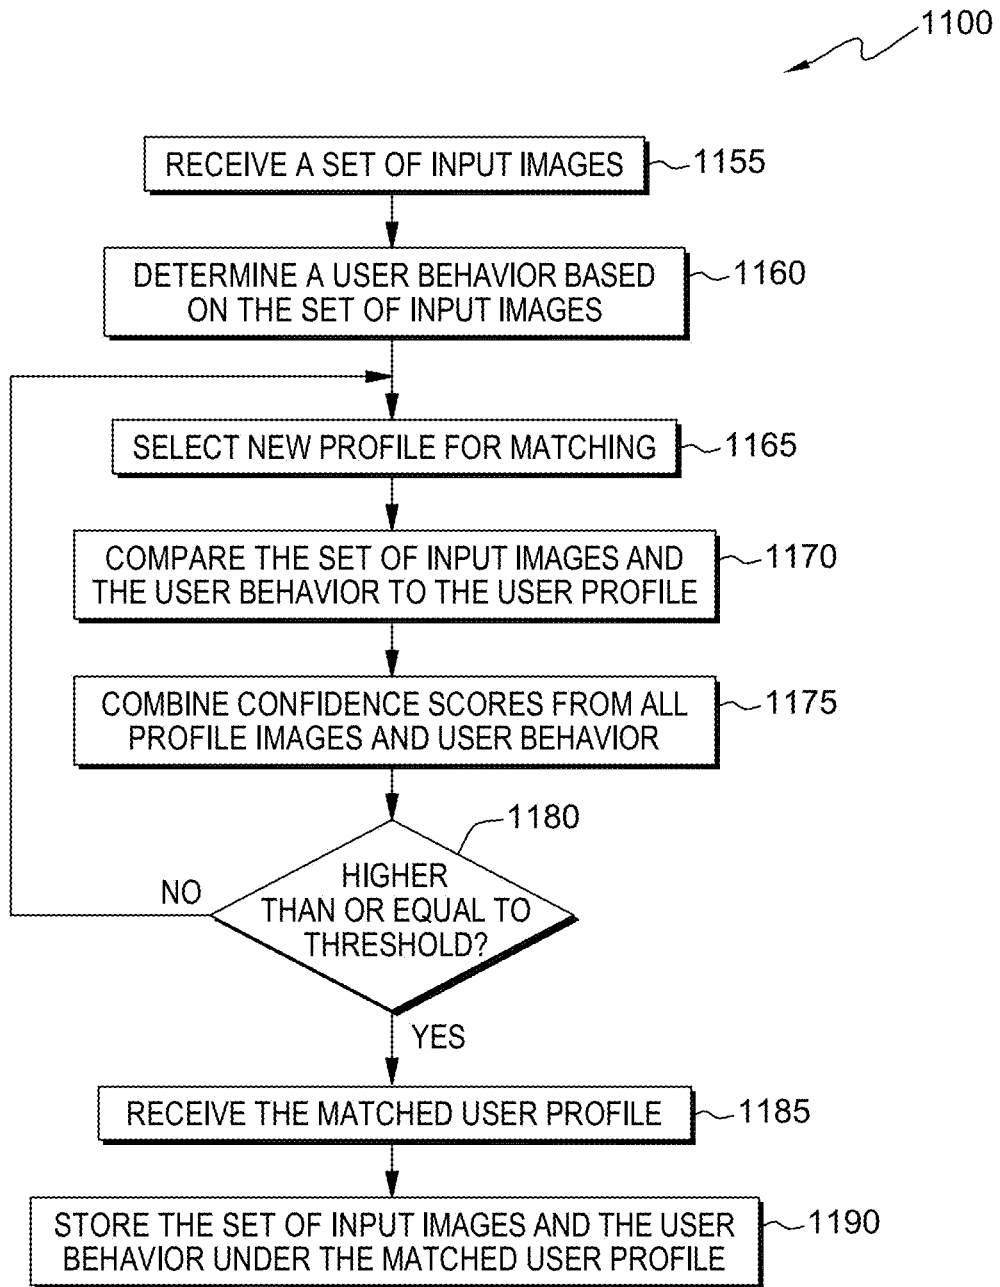 1100
RECEIVE A SET OF INPUT IMAGES
1155
DETERMINE A USER BEHAVIOR BASED
ON THE SET OF INPUT IMAGES
1160
SELECT NEW PROFILE FOR MATCHING
1165
COMPARE THE SET OF INPUT IMAGES AND
THE USER BEHAVIOR TO THE USER PROFILE
1170
COMBINE CONFIDENCE SCORES FROM ALL
PROFILE IMAGES AND USER BEHAVIOR
1175
1180
HIGHER
THAN OR EQUAL TO
THRESHOLD?
NO
YES
RECEIVE THE MATCHED USER PROFILE
1185
STORE THE SET OF INPUT IMAGES AND THE USER
BEHAVIOR UNDER THE MATCHED USER PROFILE
1190